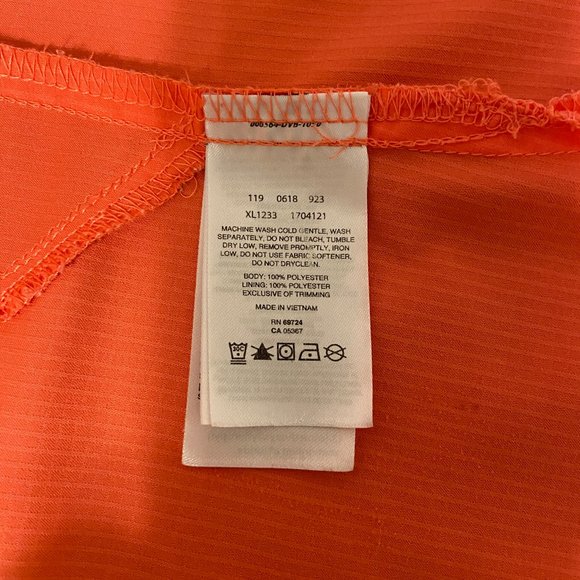 119 0618 923
XL1233 1704121
MACHINE WASH COLD GENTLE, WASH
SEPARATELY, DO NOT BLEACH, TUMBLE
DRY LOW, REMOVE PROMPTLY, IRON
LOW, DO NOT USE FABRIC SOFTENER,
DO NOT DRYCLEAN.
BODY: 100% POLYESTER
LINING: 100% POLYESTER
EXCLUSIVE OF TRIMMING
MADE IN VIETNAM
RN 69724
CA 05367
30C